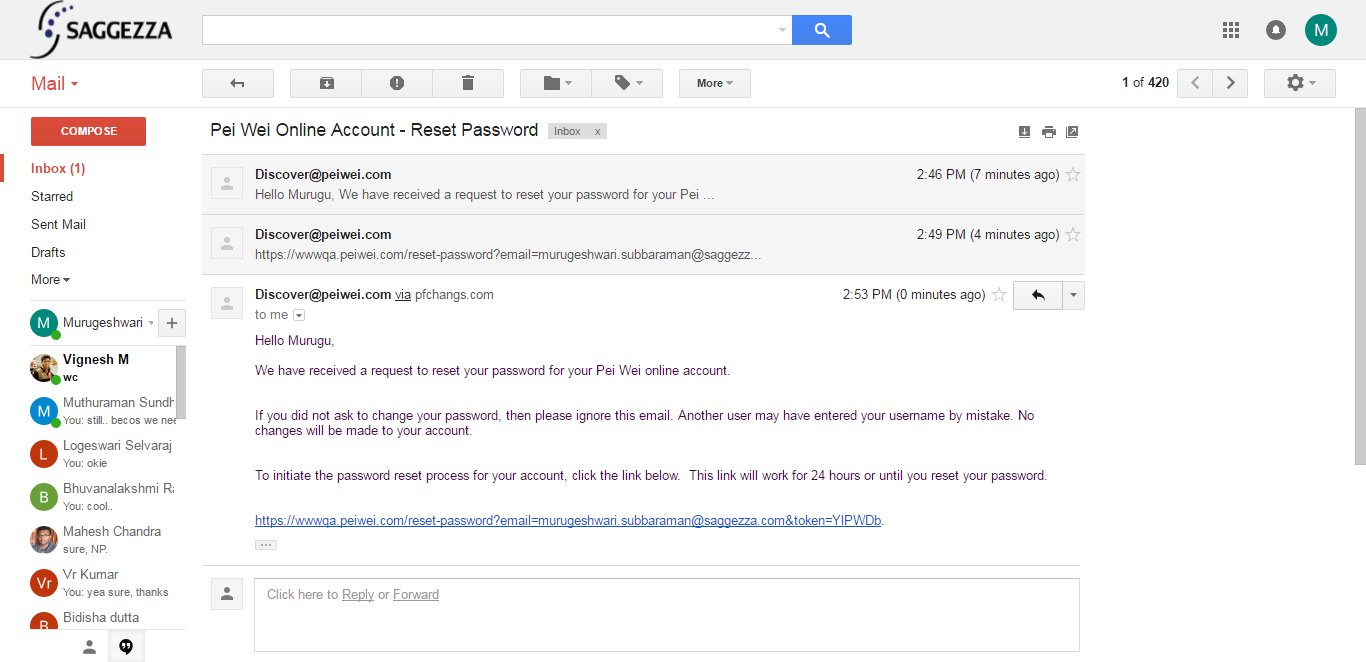 SAGGEZZA
M
Mail
More
1 of 420
COMPOSE
Pei Wei Online Account - Reset Password
Inbox x
Inbox (1)
Starred
Sent Mail
Drafts
More
Discover@peiwei.com
2:46 PM (7 minutes ago)
Hello Murugu, We have received a request to reset your password for your Pei ...
Discover@peiwei.com
2:49 PM (4 minutes ago)
https://wwwqa.peiwei.com/reset-password?email=murugeshwari.subbaraman@saggezz...
Discover@peiwei.com via pfchangs.com
2:53 PM (0 minutes ago)
to me
Hello Murugu,
We have received a request to reset your password for your Pei Wei online account.
If you did not ask to change your password, then please ignore this email. Another user may have entered your username by mistake. No
changes will be made to your account.
To initiate the password reset process for your account, click the link below.  This link will work for 24 hours or until you reset your password.
https://wwwqa.peiwei.com/reset-password?email=murugeshwari.subbaraman@saggezza.com&token=YIPWDb.
Click here to Reply or Forward
M
Murugeshwari
Vignesh M
wc
M
Muthuraman Sundh
You: still.. becos we nee
L
Logeswari Selvaraj
You: okie
B
Bhuvanalakshmi Ra
You: cool..
Mahesh Chandra
sure, NP.
Vr
Vr Kumar
You: yea sure, thanks
B
Bidisha dutta